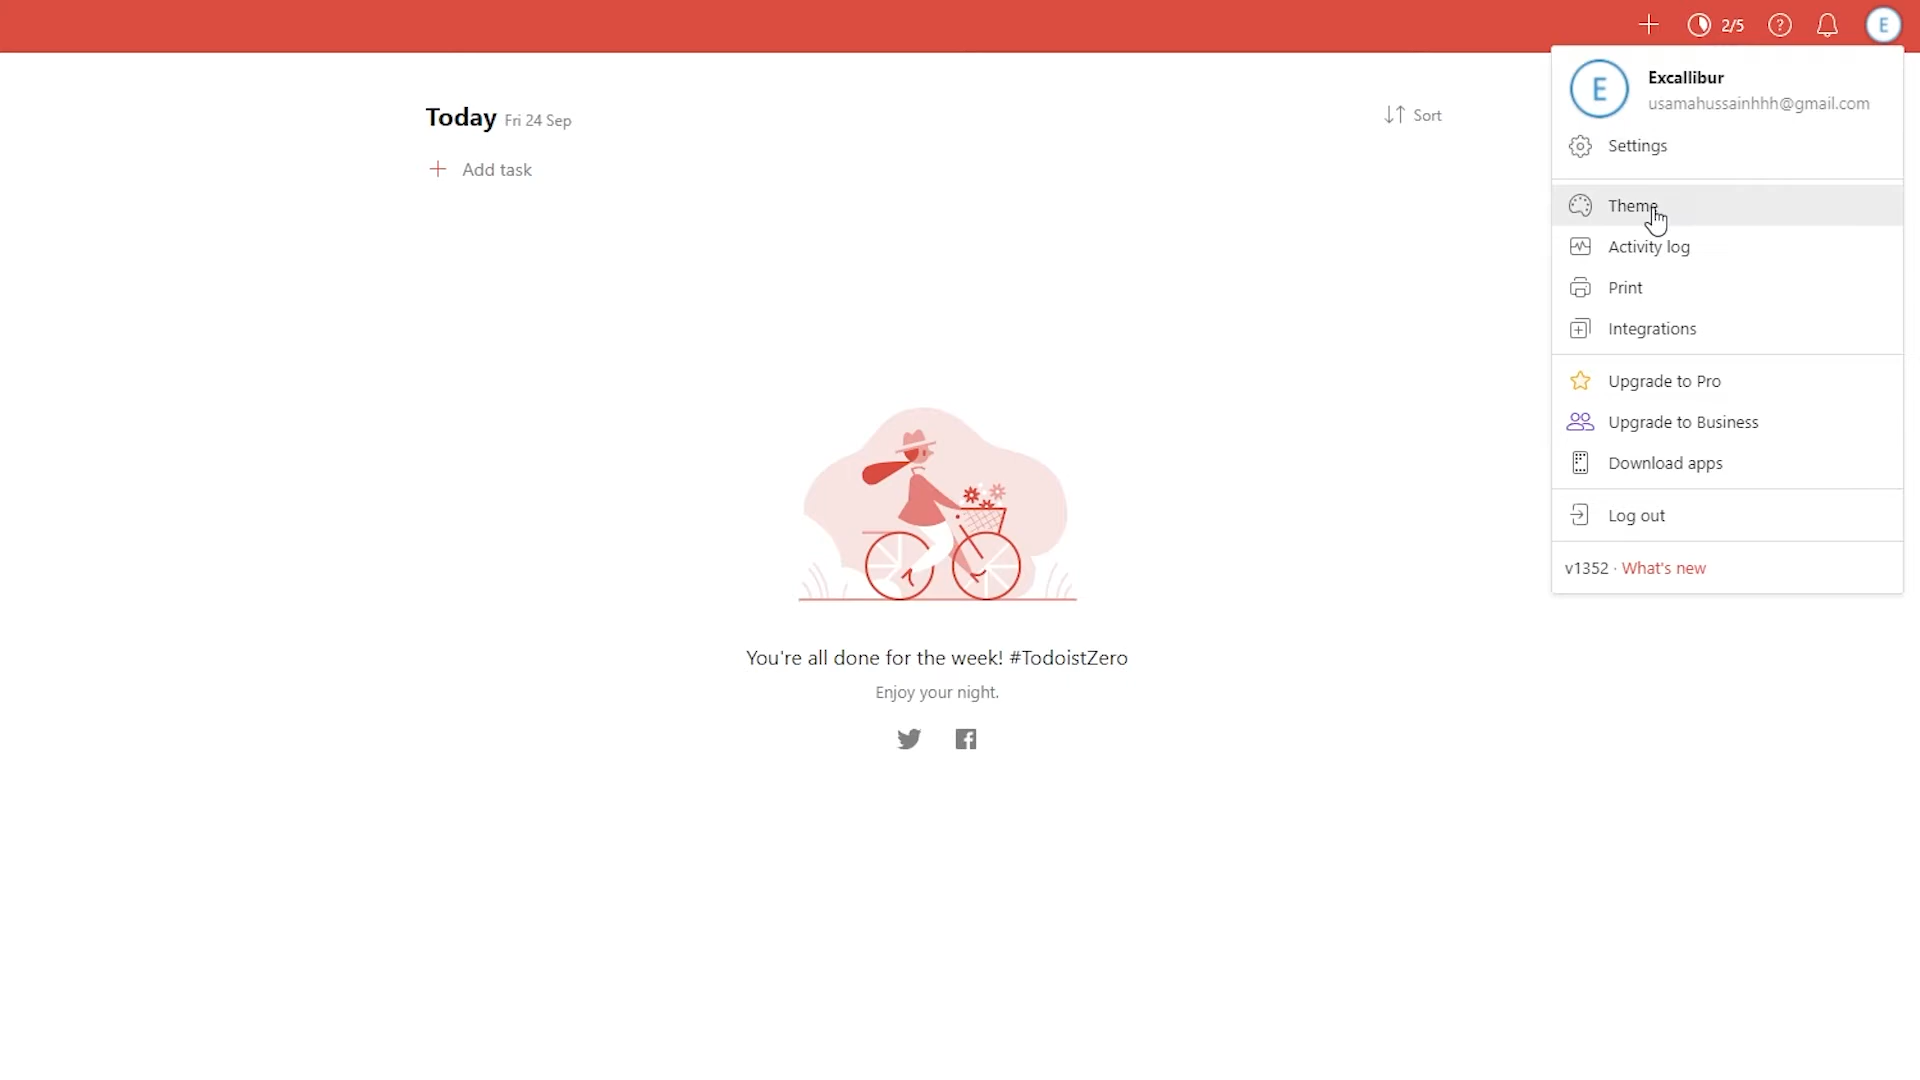 2/5
E
E
Excallibur
usamahussainhhh@gmail.com
Settings
Today Fri 24 Sep
Sort
Add task
Theme
Activity log
Print
Integrations
Upgrade to Pro
Upgrade to Business
Download apps
Log out
v1352 · What's new
You're all done for the week! #TodoistZero
Enjoy your night.